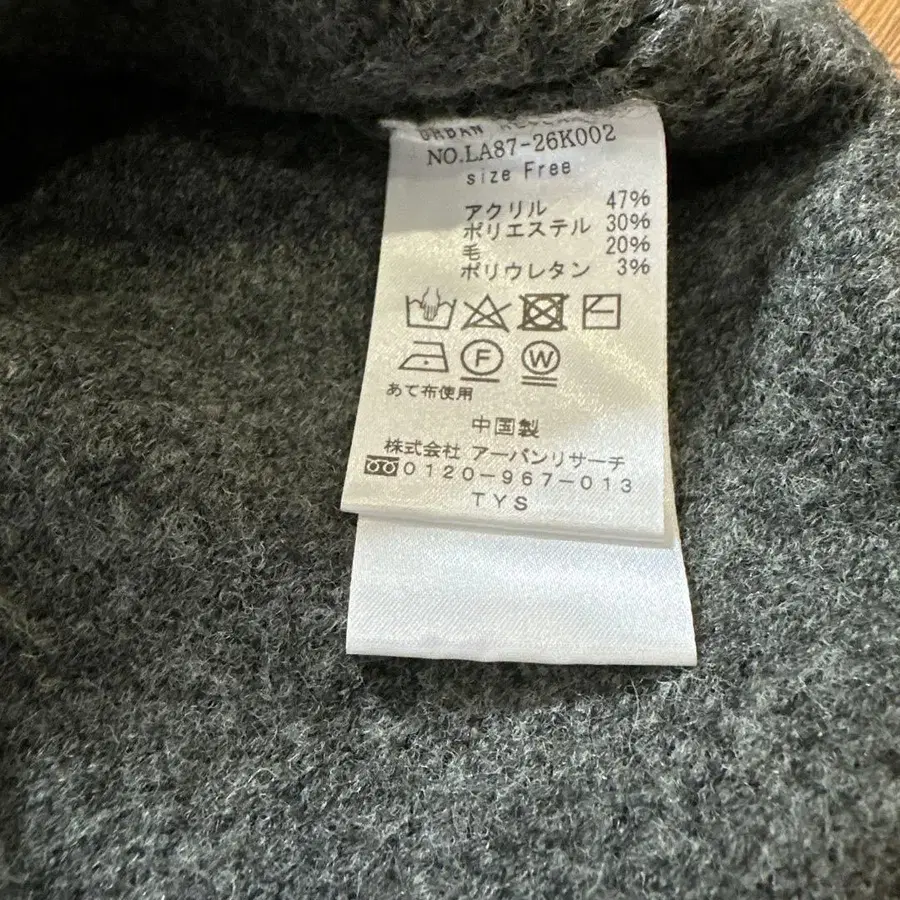 URBAN RESEARCH
NO.LA87-26K002
size Free
アクリル 47%
ポリエステル 30%
毛 20%
ポリウレタン 3%
F W
あて布使用
中国製
株式会社 アーバンリサーチ
0120-967-013
TYS